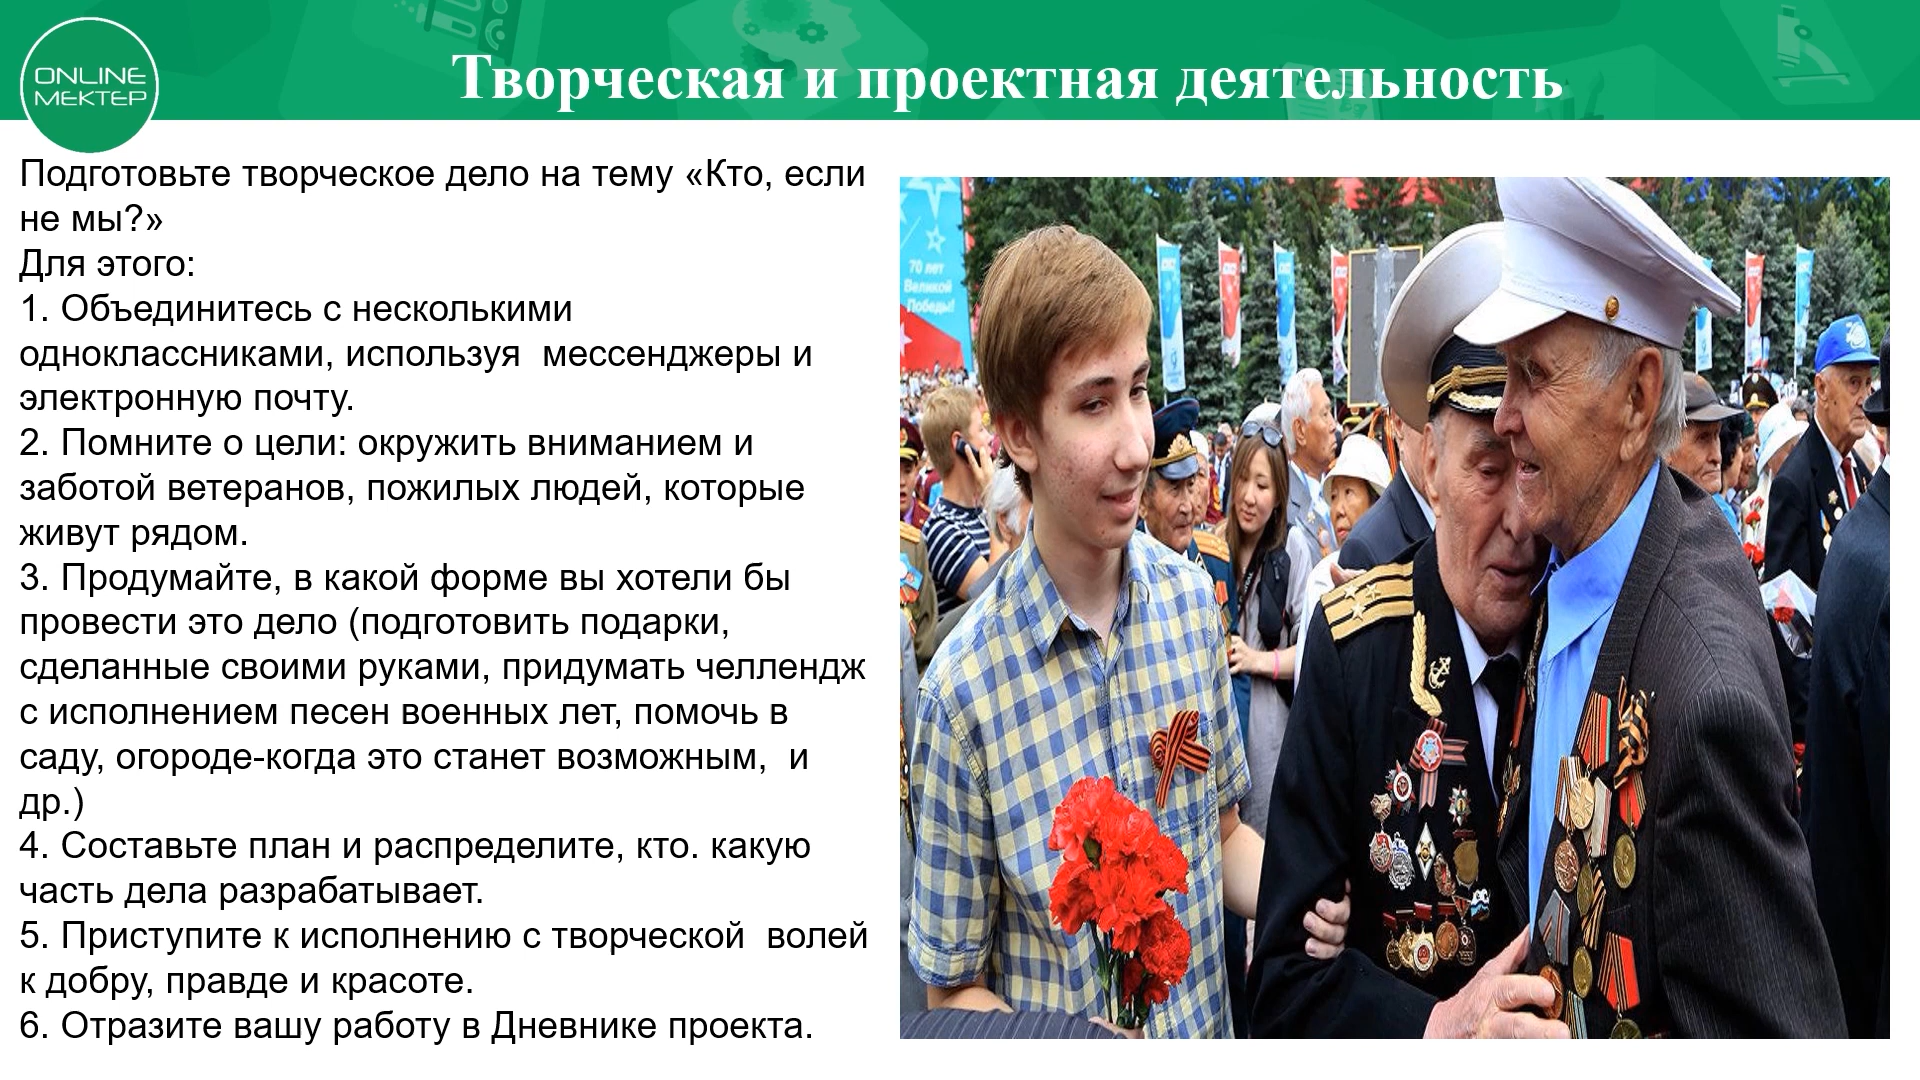 ONLINE
МЕКТЕР
Творческая и проектная деятельность
Подготовьте творческое дело на тему «Кто, если
не мы?»
Для этого:
1. Объединитесь с несколькими
одноклассниками, используя  мессенджеры и
электронную почту.
2. Помните о цели: окружить вниманием и
заботой ветеранов, пожилых людей, которые
живут рядом.
3. Продумайте, в какой форме вы хотели бы
провести это дело (подготовить подарки,
сделанные своими руками, придумать челлендж
с исполнением песен военных лет, помочь в
саду, огороде-когда это станет возможным,  и
др.)
4. Составьте план и распределите, кто. какую
часть дела разрабатывает.
5. Приступите к исполнению с творческой  волей
к добру, правде и красоте.
6. Отразите вашу работу в Дневнике проекта.
70 лет
Великой
Победы!